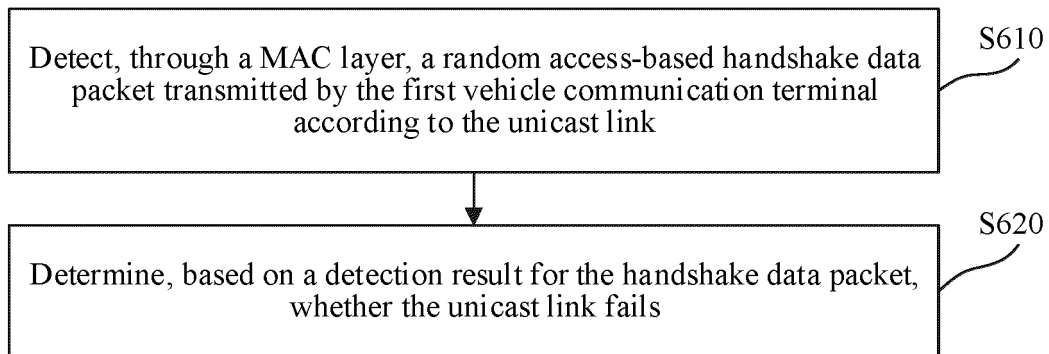 Detect, through a MAC layer, a random access-based handshake data
packet transmitted by the first vehicle communication terminal
according to the unicast link
S610
Determine, based on a detection result for the handshake data packet,
whether the unicast link fails
S620